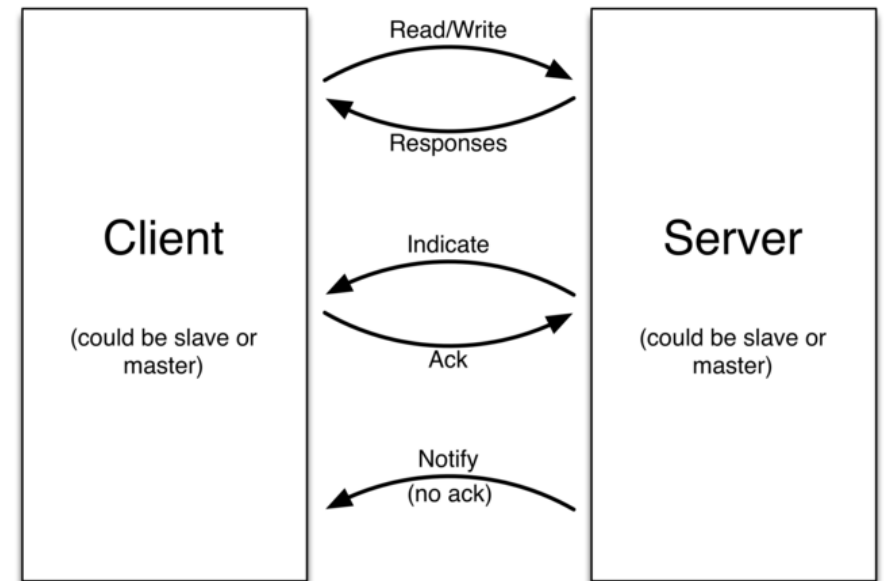 Read/Write
Responses
Client
(could be slave or
master)
Indicate
Ack
Server
(could be slave or
master)
Notify
(no ack)